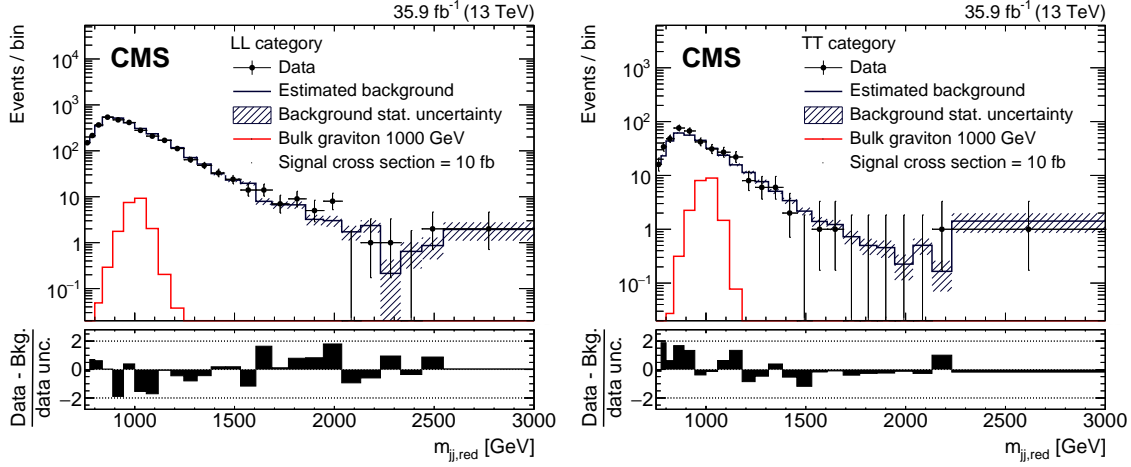 35.9 fb⁻¹ (13 TeV)
Events / bin
CMS
LL category
Data
Estimated background
Background stat. uncertainty
Bulk graviton 1000 GeV
Signal cross section = 10 fb
10⁴
10³
10²
10
1
10⁻¹
Data - Bkg.
data unc.
2
0
−2
1000 1500 2000 2500 3000
m_jj,red [GeV]
35.9 fb⁻¹ (13 TeV)
Events / bin
CMS
TT category
Data
Estimated background
Background stat. uncertainty
Bulk graviton 1000 GeV
Signal cross section = 10 fb
10³
10²
10
1
10⁻¹
Data - Bkg.
data unc.
2
0
−2
1000 1500 2000 2500 3000
m_jj,red [GeV]